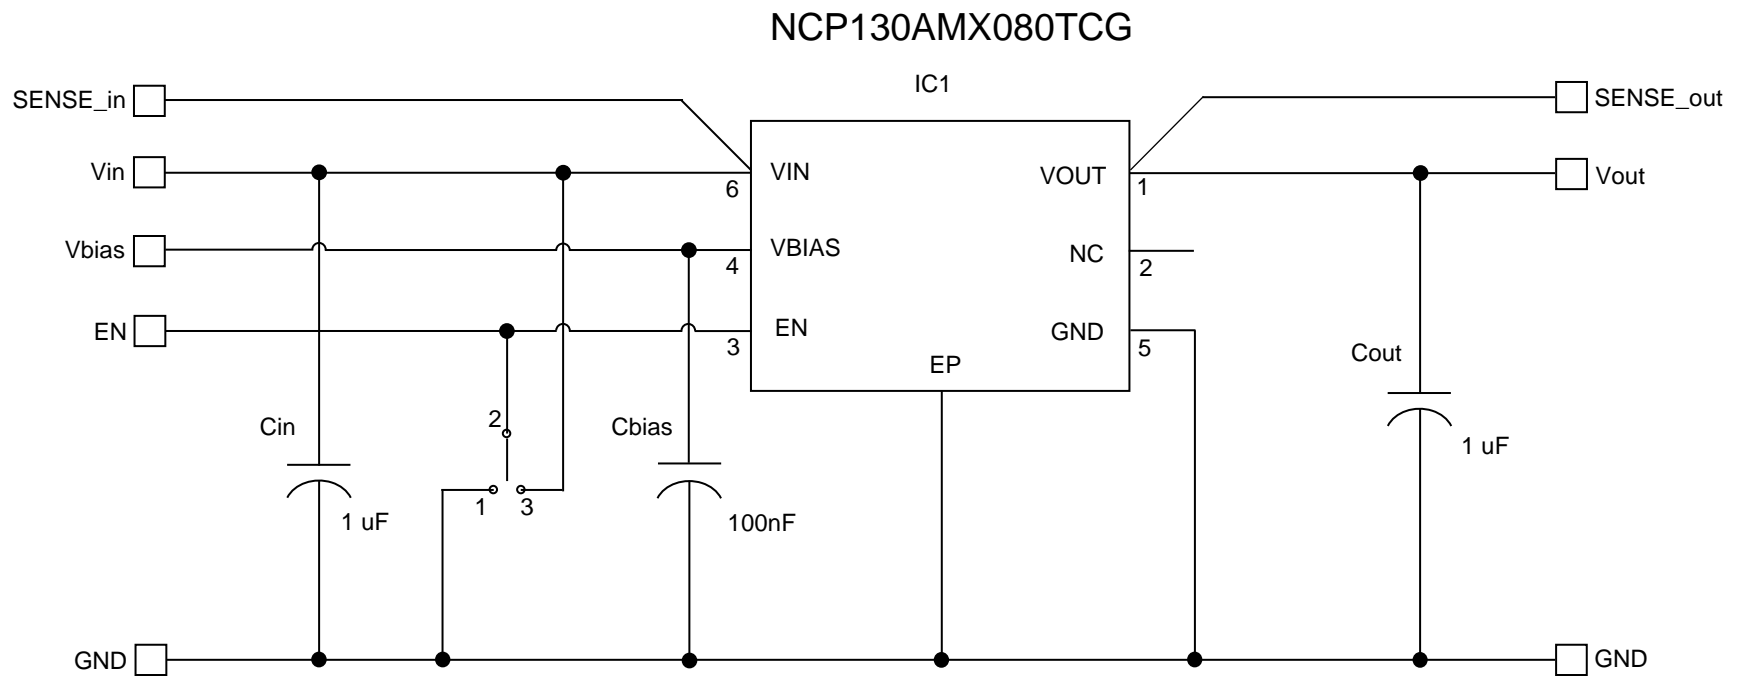 NCP130AMX080TCG
IC1
SENSE_in
SENSE_out
Vin
VIN
6
VOUT
1
Vout
Vbias
VBIAS
4
NC
2
EN
EN
3
GND
5
EP
Cout
1 uF
Cin
1 uF
2
1
3
Cbias
100nF
GND
GND